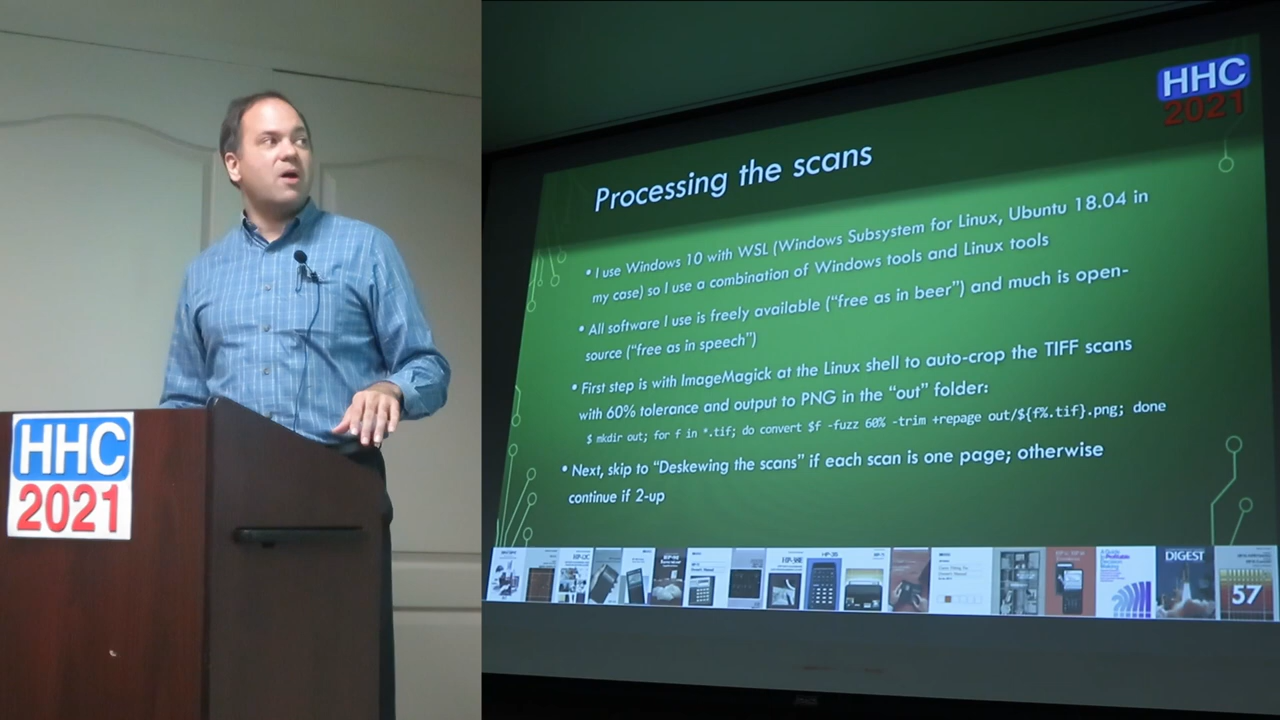 HHC
2021
HHC
2021
Processing the scans
• I use Windows 10 with WSL (Windows Subsystem for Linux, Ubuntu 18.04 in
my case) so I use a combination of Windows tools and Linux tools
• All software I use is freely available (“free as in beer”) and much is open-
source (“free as in speech”)
• First step is with ImageMagick at the Linux shell to auto-crop the TIFF scans
with 60% tolerance and output to PNG in the “out” folder:
$ mkdir out; for f in *.tif; do convert $f -fuzz 60% -trim +repage out/${f%.tif}.png; done
• Next, skip to “Deskewing the scans” if each scan is one page; otherwise
continue if 2-up
DIGEST
57